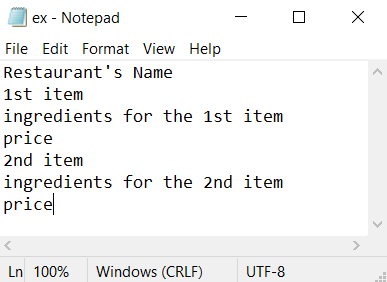 ex - Notepad
File Edit Format View Help
Restaurant's Name
1st item
ingredients for the 1st item
price
2nd item
ingredients for the 2nd item
price
Ln 100% Windows (CRLF) UTF-8